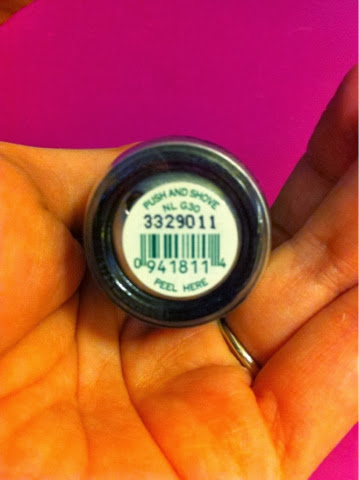 PUSH AND SHOVE
NL G30
3329011
0 941811 4
PEEL HERE